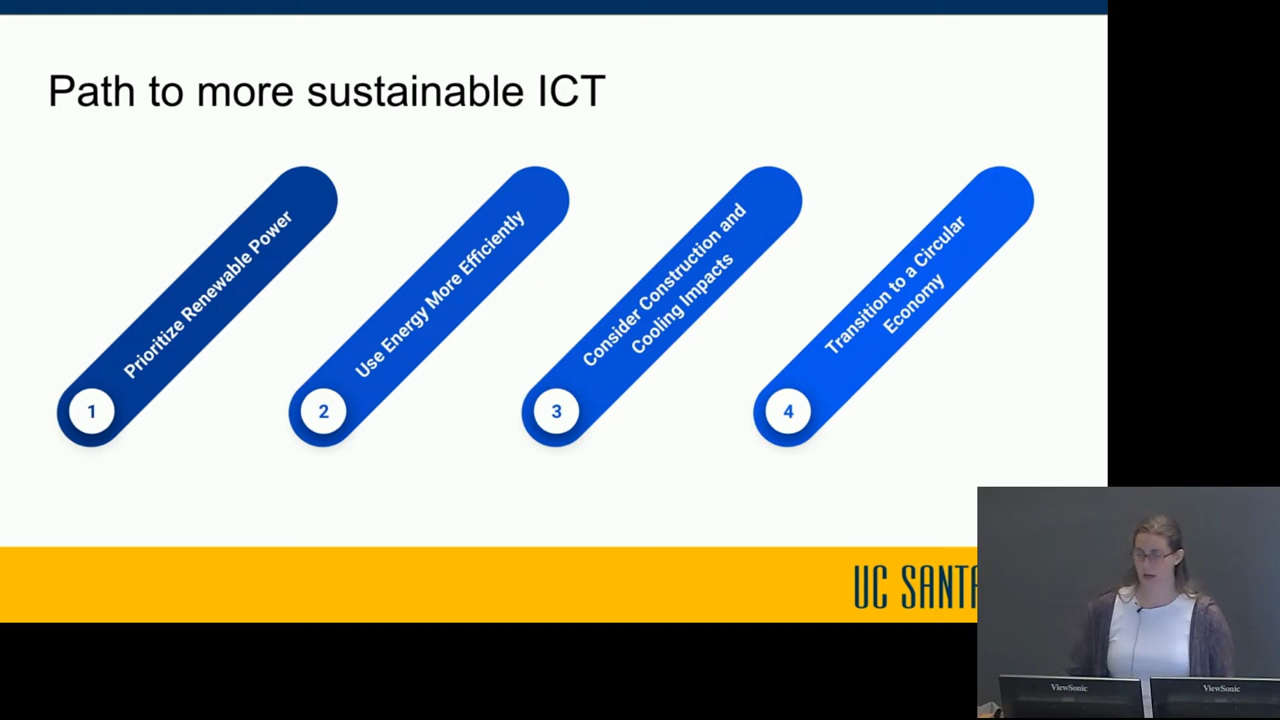 Path to more sustainable ICT
1
Prioritize Renewable Power
2
Use Energy More Efficiently
3
Consider Construction and
Cooling Impacts
4
Transition to a Circular
Economy
UC SANTA
ViewSonic
ViewSonic